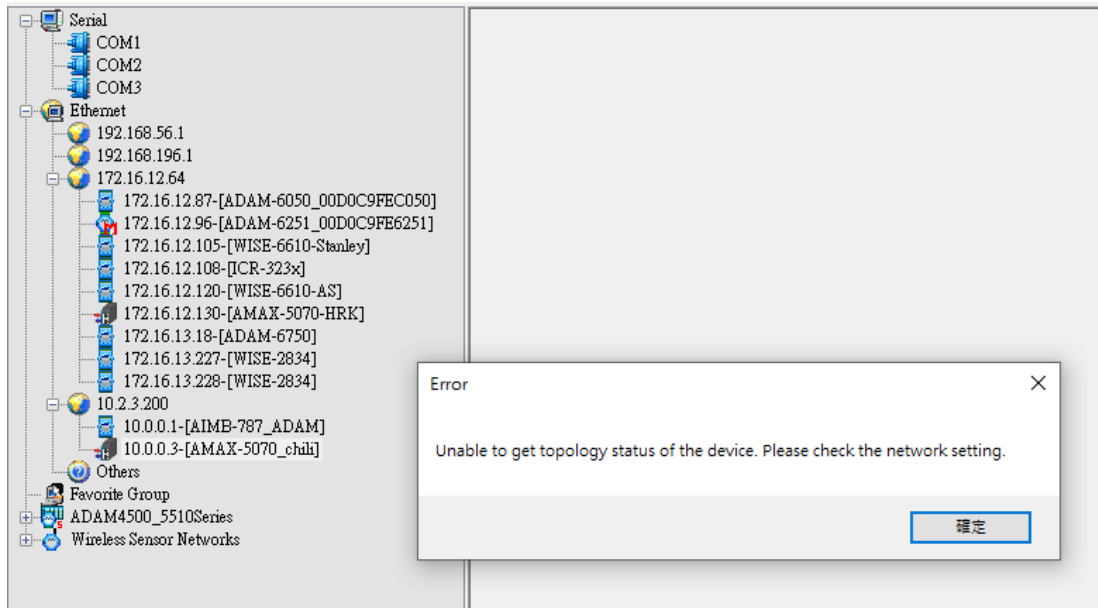 Serial
COM1
COM2
COM3
Ethernet
192.168.56.1
192.168.196.1
172.16.12.64
172.16.12.87-[ADAM-6050_00D0C9FEC050]
172.16.12.96-[ADAM-6251_00D0C9FE6251]
172.16.12.105-[WISE-6610-Stanley]
172.16.12.108-[ICR-323x]
172.16.12.120-[WISE-6610-AS]
172.16.12.130-[AMAX-5070-HRK]
172.16.13.18-[ADAM-6750]
172.16.13.227-[WISE-2834]
172.16.13.228-[WISE-2834]
10.2.3.200
10.0.0.1-[AIMB-787_ADAM]
10.0.0.3-[AMAX-5070_chili]
Others
Favorite Group
ADAM4500_5510Series
Wireless Sensor Networks
Error
Unable to get topology status of the device. Please check the network setting.
確定